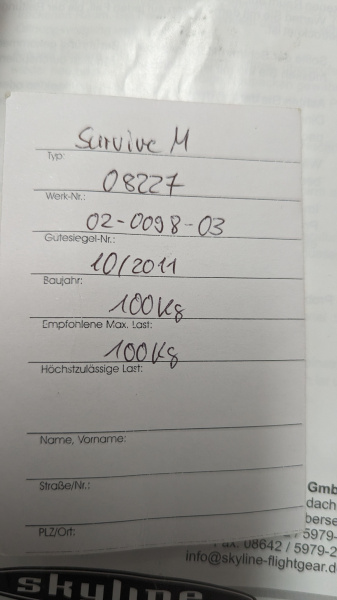 Survive M
Typ:
08227
Werk-Nr.:
02-0098-03
Gütesiegel-Nr.:
10/2011
Baujahr:
100 Kg
Empfohlene Max. Last:
100 Kg
Höchstzulässige Last:
Name, Vorname:
Straße/Nr.:
PLZ/Ort:
Gmb
dach
berse
5979-
08642 / 5979-2
info@skyline-flightgear.d
skyline